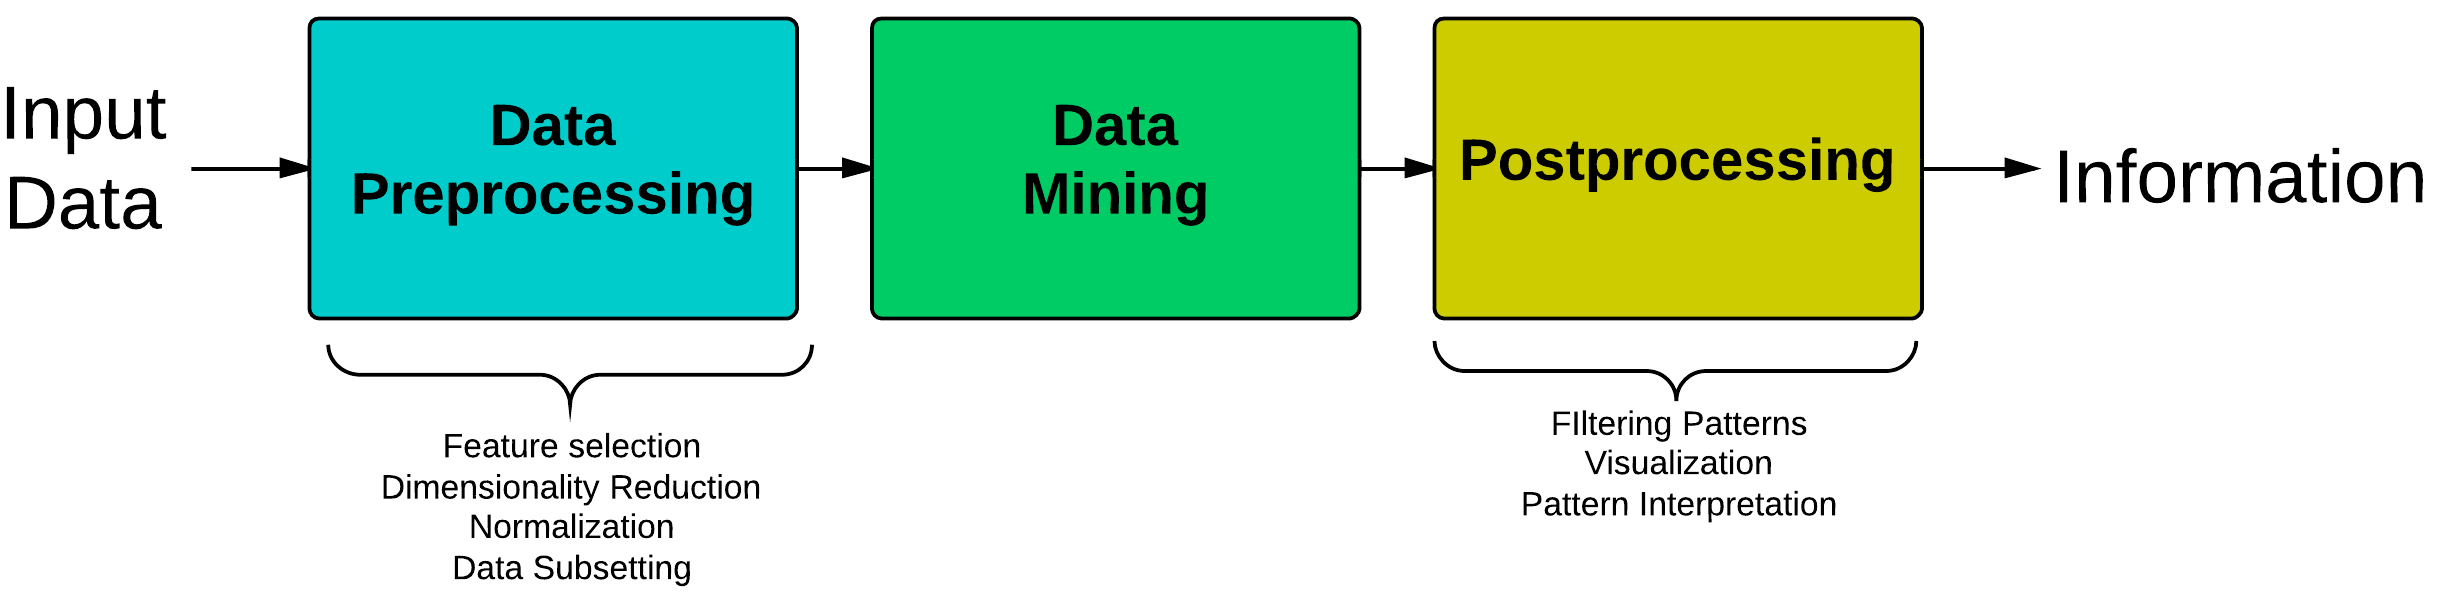 Input
Data
Data
Preprocessing
Data
Mining
Postprocessing
Information
Feature selection
Dimensionality Reduction
Normalization
Data Subsetting
FIltering Patterns
Visualization
Pattern Interpretation